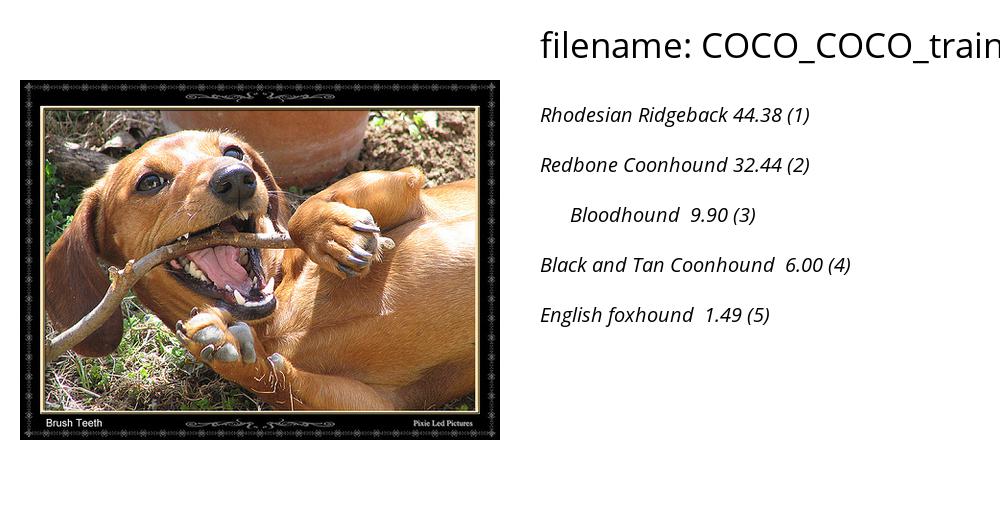 filename: COCO_COCO_train
Rhodesian Ridgeback 44.38 (1)
Redbone Coonhound 32.44 (2)
Bloodhound 9.90 (3)
Black and Tan Coonhound 6.00 (4)
English foxhound 1.49 (5)
Brush Teeth
Pixie Led Pictures